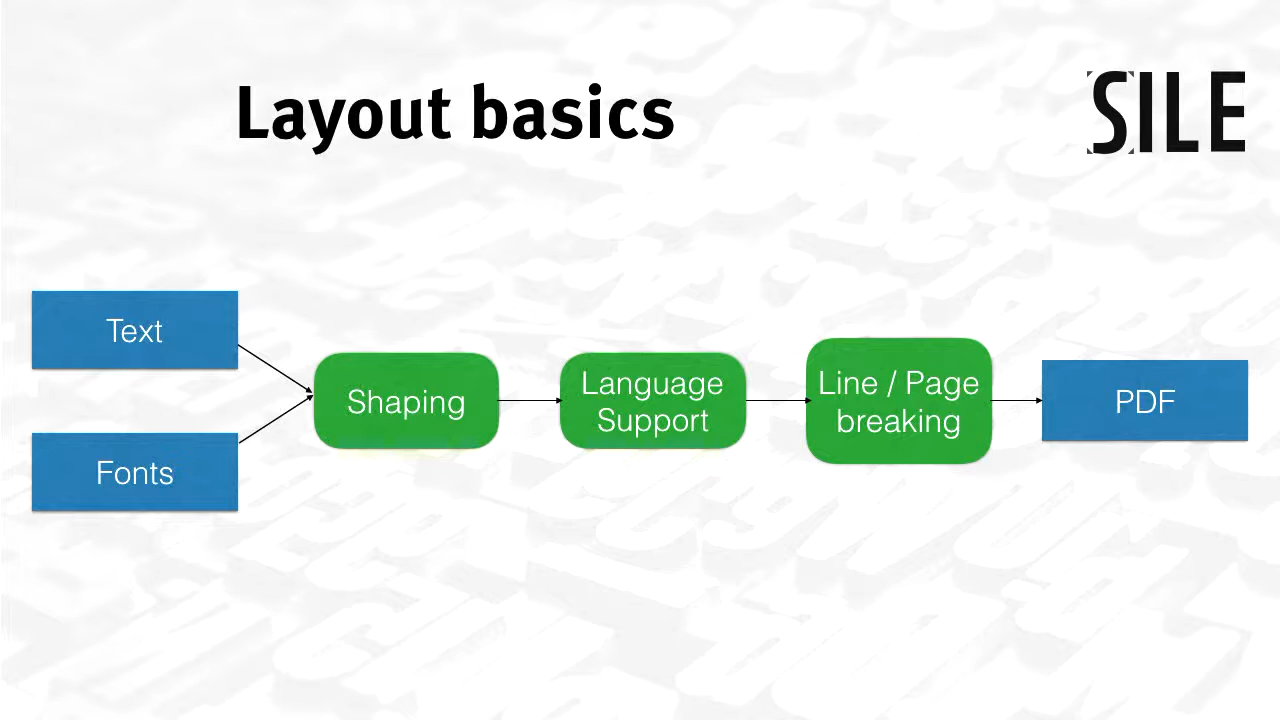 Layout basics
SILE
Text
Fonts
Shaping
Language
Support
Line / Page
breaking
PDF